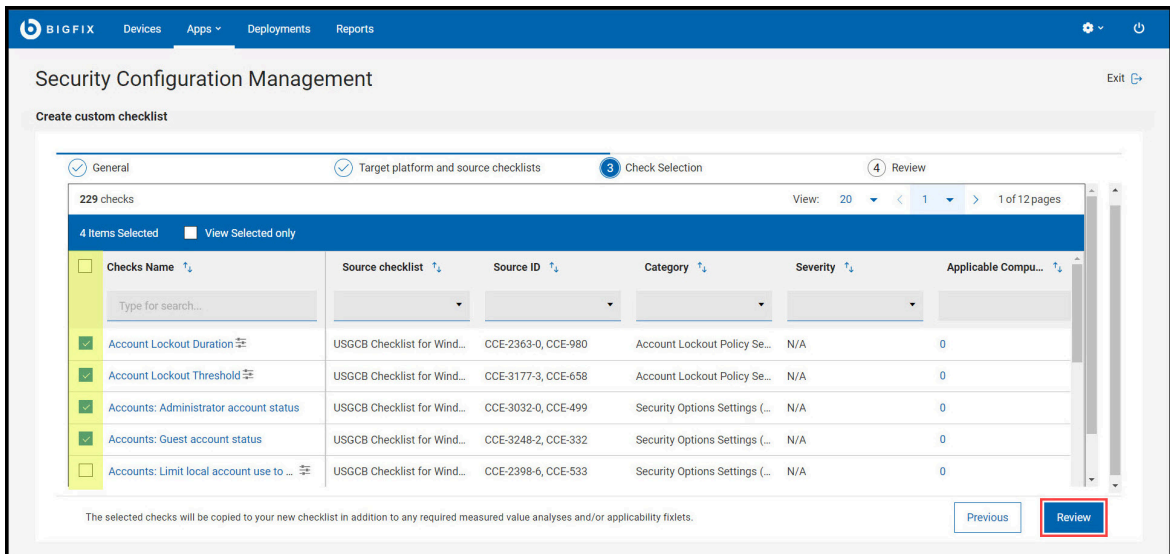 BIGFIX Devices Apps Deployments Reports
Security Configuration Management
Exit
Create custom checklist
General
Target platform and source checklists
3 Check Selection
4 Review
229 checks
View: 20 1 1 of 12 pages
4 Items Selected View Selected only
Checks Name Source checklist Source ID Category Severity Applicable Compu...
Type for search...
Account Lockout Duration USGCB Checklist for Wind... CCE-2363-0, CCE-980 Account Lockout Policy Se... N/A 0
Account Lockout Threshold USGCB Checklist for Wind... CCE-3177-3, CCE-658 Account Lockout Policy Se... N/A 0
Accounts: Administrator account status USGCB Checklist for Wind... CCE-3032-0, CCE-499 Security Options Settings (... N/A 0
Accounts: Guest account status USGCB Checklist for Wind... CCE-3248-2, CCE-332 Security Options Settings (... N/A 0
Accounts: Limit local account use to ... USGCB Checklist for Wind... CCE-2398-6, CCE-533 Security Options Settings (... N/A 0
The selected checks will be copied to your new checklist in addition to any required measured value analyses and/or applicability fixlets.
Previous Review